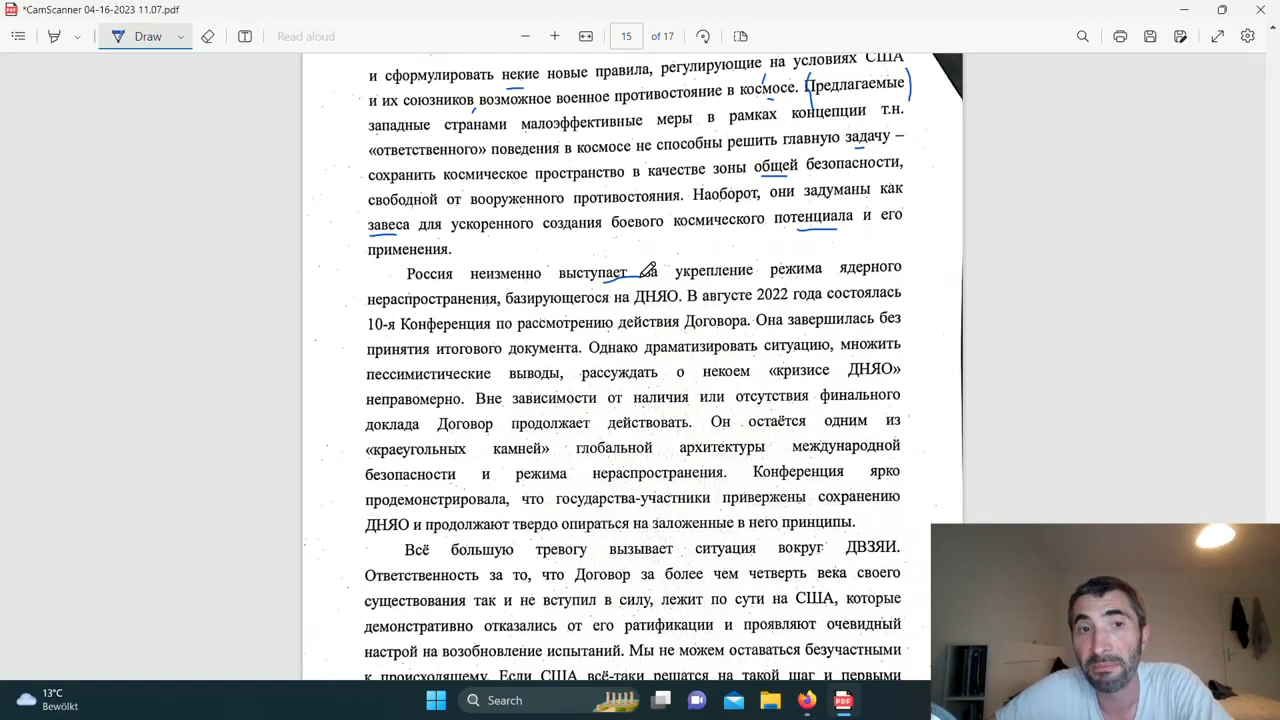 *CamScanner 04-16-2023 11.07.pdf
Draw
Read aloud
15
of 17
и сформулировать некие новые правила, регулирующие на условиях США
и их союзников возможное военное противостояние в космосе. Предлагаемые
западные странами малоэффективные меры в рамках концепции т.н.
«ответственного» поведения в космосе не способны решить главную задачу –
сохранить космическое пространство в качестве зоны общей безопасности,
свободной от вооруженного противостояния. Наоборот, они задуманы как
завеса для ускоренного создания боевого космического потенциала и его
применения.
Россия неизменно выступает за укрепление режима ядерного
нераспространения, базирующегося на ДНЯО. В августе 2022 года состоялась
10-я Конференция по рассмотрению действия Договора. Она завершилась без
принятия итогового документа. Однако драматизировать ситуацию, множить
пессимистические выводы, рассуждать о некоем «кризисе ДНЯО»
неправомерно. Вне зависимости от наличия или отсутствия финального
доклада Договор продолжает действовать. Он остаётся одним из
«краеугольных камней» глобальной архитектуры международной
безопасности и режима нераспространения. Конференция ярко
продемонстрировала, что государства-участники привержены сохранению
ДНЯО и продолжают твердо опираться на заложенные в него принципы.
Всё большую тревогу вызывает ситуация вокруг ДВЗЯИ.
Ответственность за то, что Договор за более чем четверть века своего
существования так и не вступил в силу, лежит по сути на США, которые
демонстративно отказались от его ратификации и проявляют очевидный
настрой на возобновление испытаний. Мы не можем оставаться безучастными
к происходящему. Если США всё-таки решатся на такой шаг и первыми
13°C
Bewölkt
Search